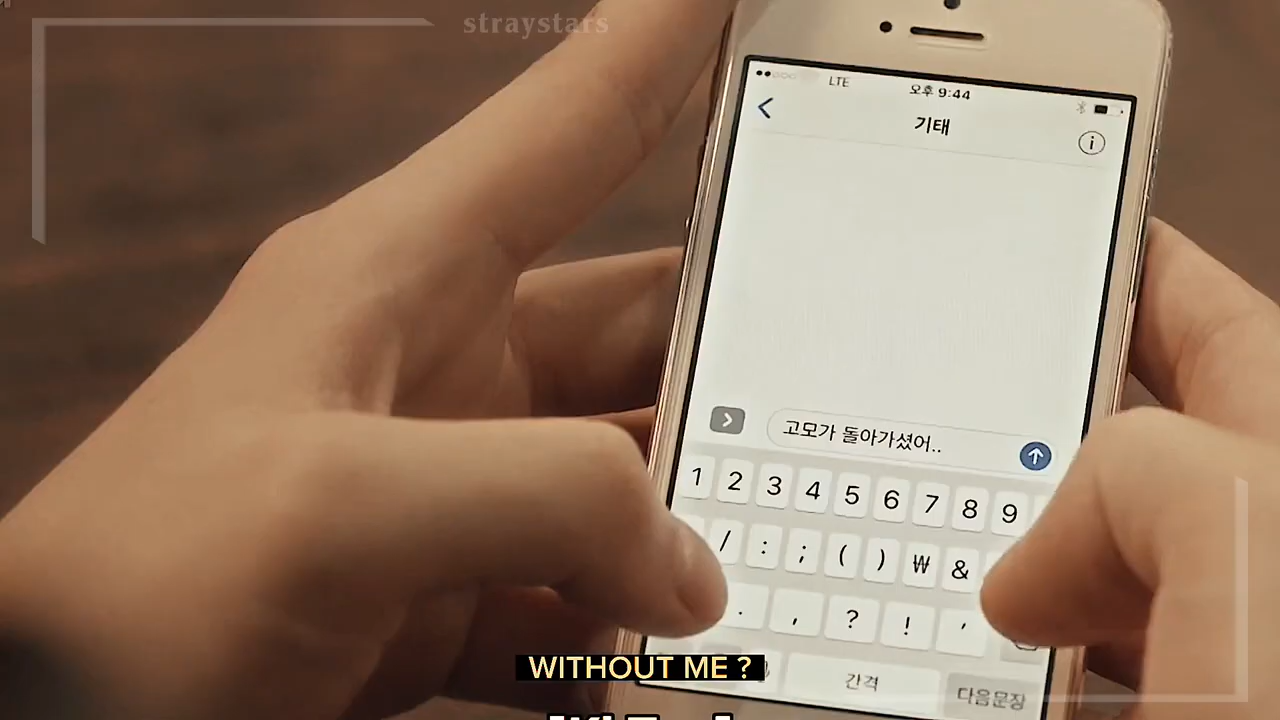 straystars
LTE
오후 9:44
기태
고모가 돌아가셨어..
1 2 3 4 5 6 7 8 9
/ : ; ( ) ₩ &
. , ? ! ′
간격 다음문장
WITHOUT ME ?